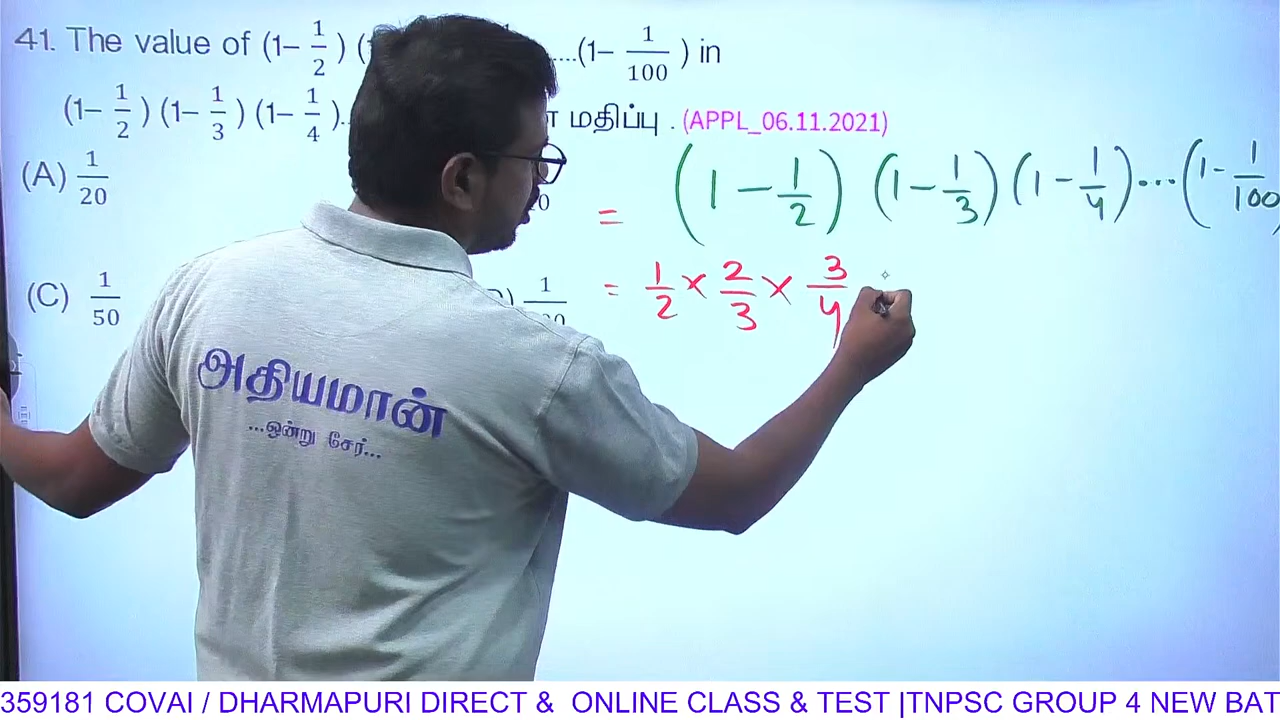 41. The value of (1– 1/2) ( ....(1– 1/100) in
(1– 1/2) (1– 1/3) (1– 1/4).. மதிப்பு . (APPL_06.11.2021)
(A) 1/20
(C) 1/50
= (1 – 1/2) (1 – 1/3) (1 – 1/4) ... (1 - 1/100)
= 1/2 × 2/3 × 3/4
அதியமான்
...ஒன்று சேர்...
359181 COVAI / DHARMAPURI DIRECT & ONLINE CLASS & TEST |TNPSC GROUP 4 NEW BAT